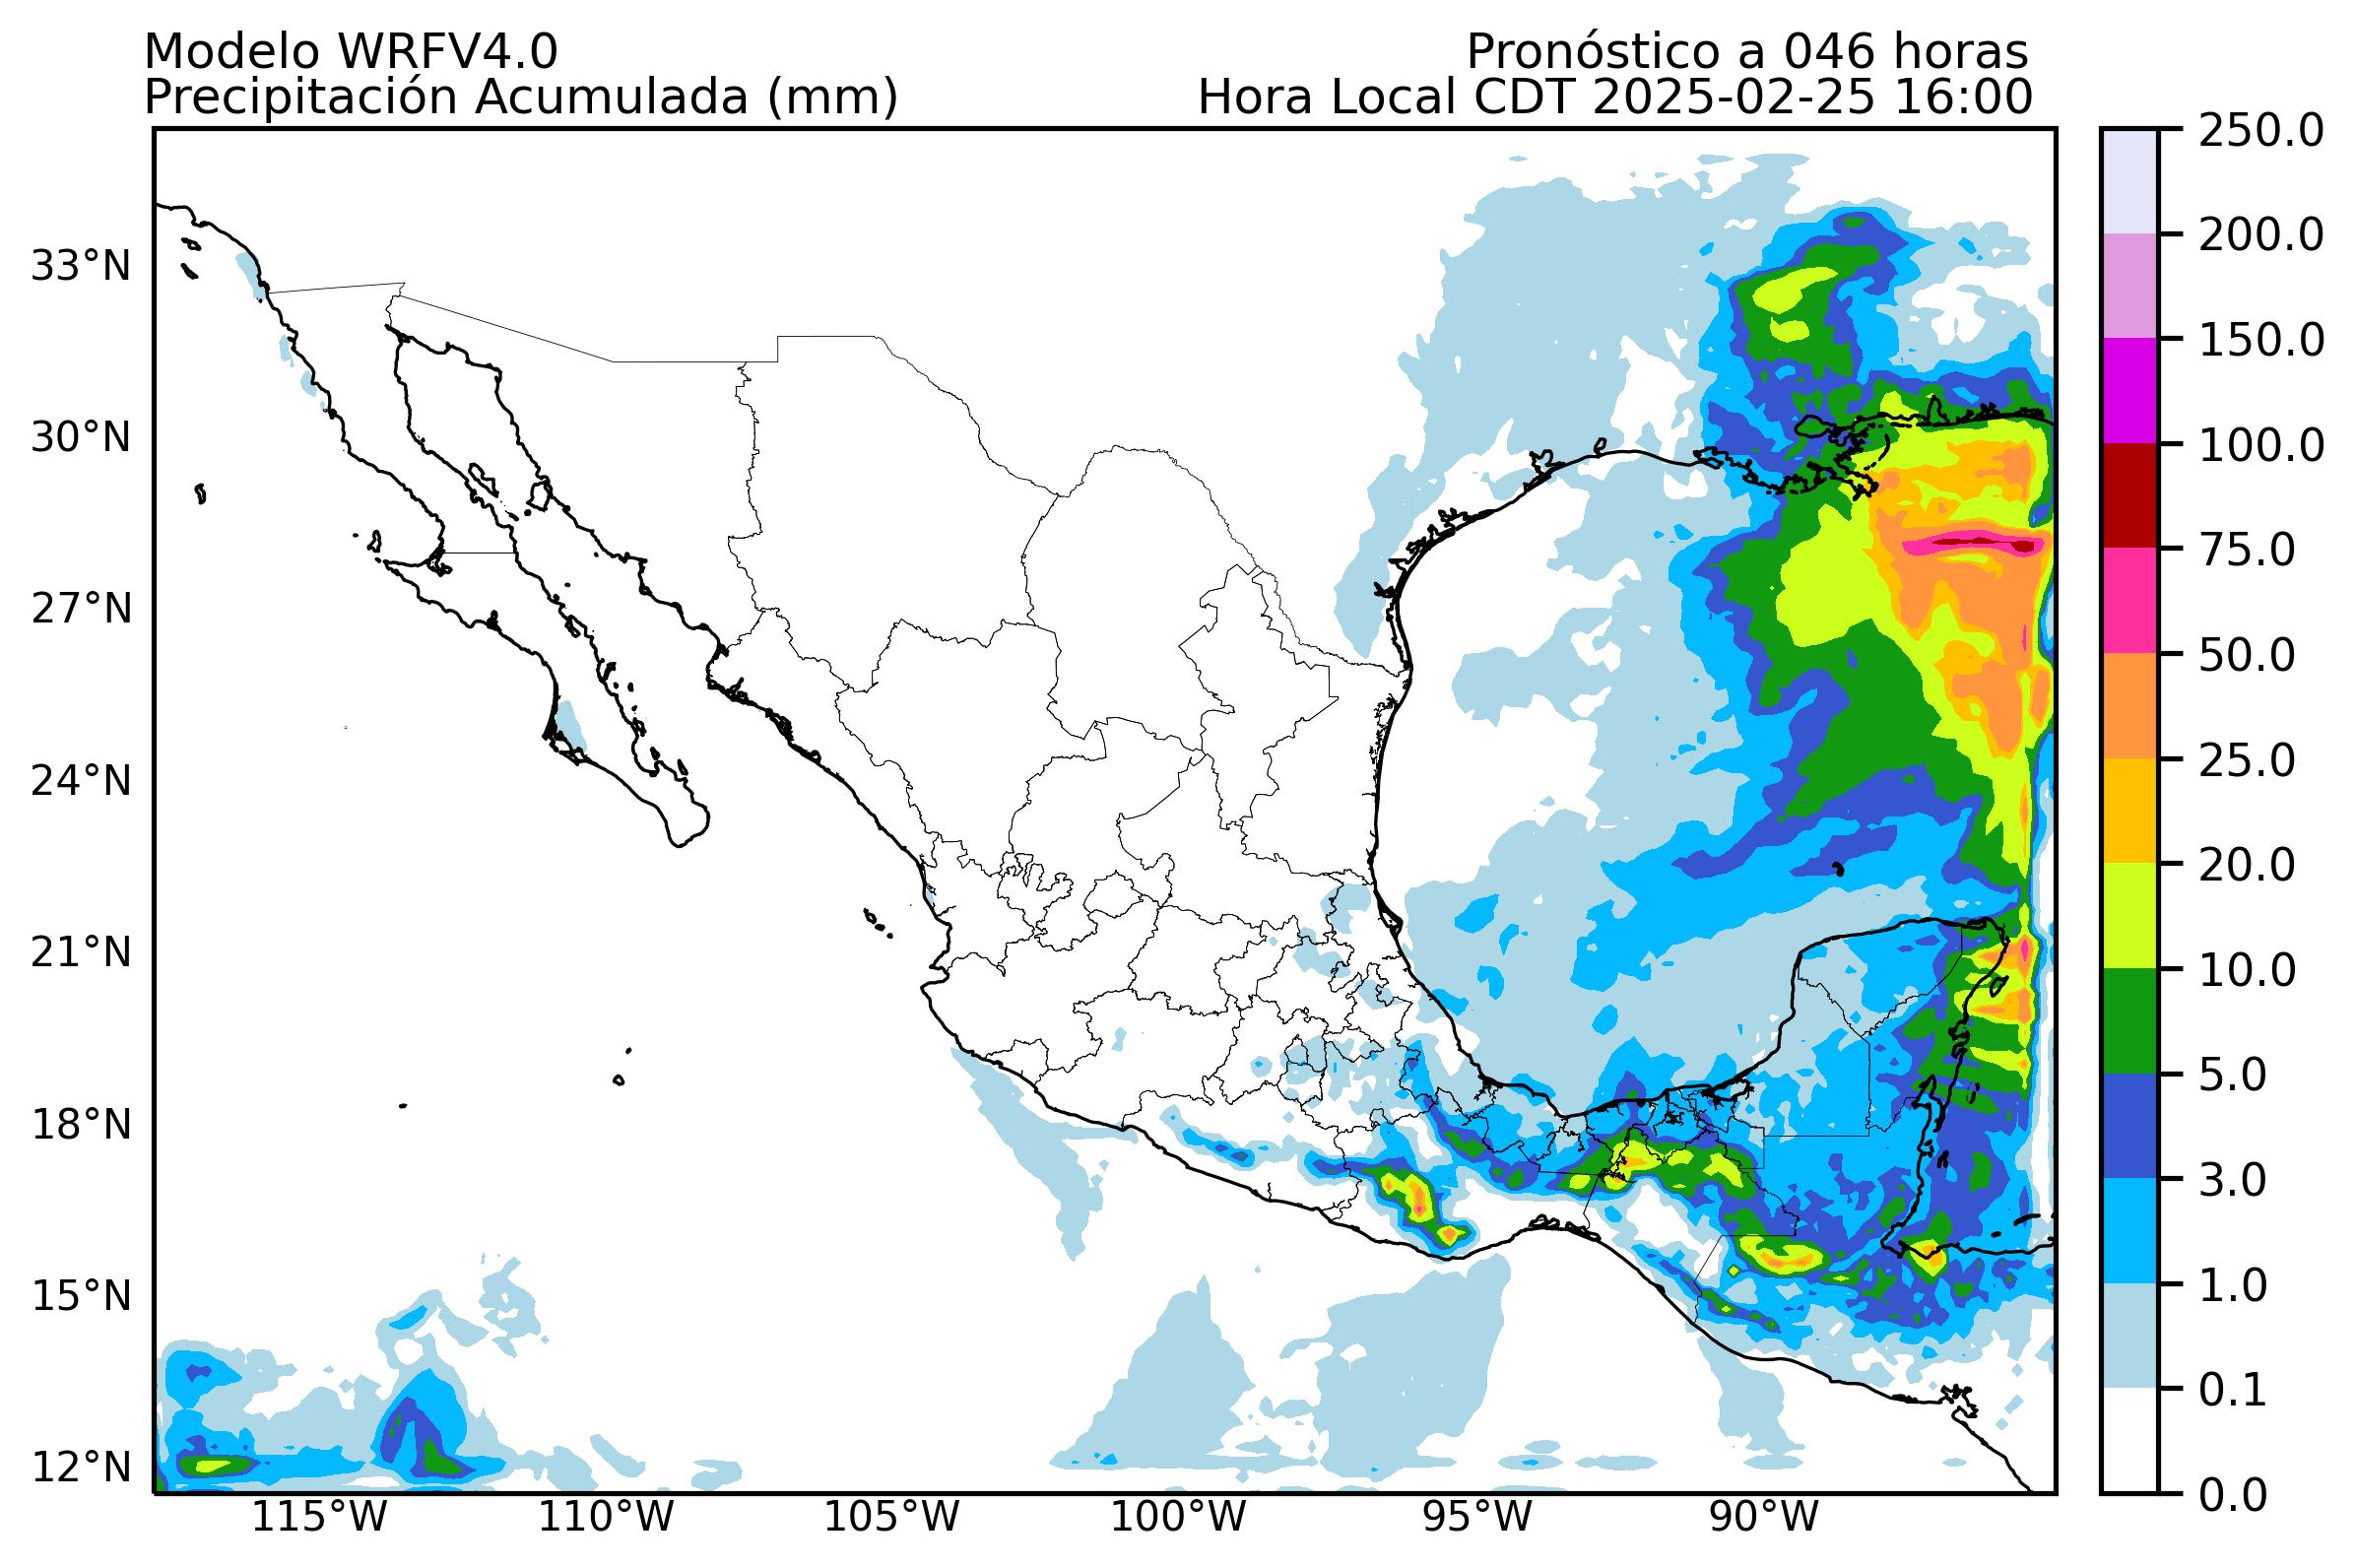 Modelo WRFV4.0
Pronóstico a 046 horas
Precipitación Acumulada (mm)
Hora Local CDT 2025-02-25 16:00
33°N
30°N
27°N
24°N
21°N
18°N
15°N
12°N
115°W
110°W
105°W
100°W
95°W
90°W
250.0
200.0
150.0
100.0
75.0
50.0
25.0
20.0
10.0
5.0
3.0
1.0
0.1
0.0